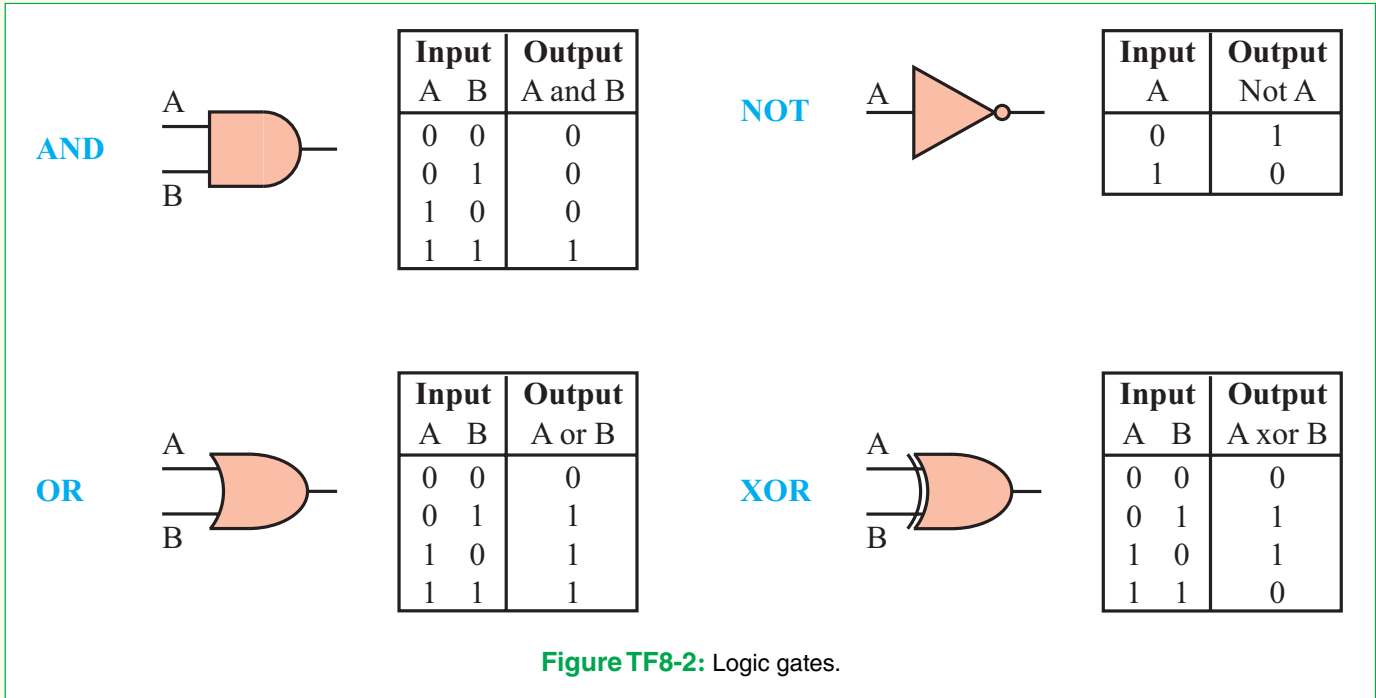 AND
A
B
Input Output
A B A and B
0 0 0
0 1 0
1 0 0
1 1 1
NOT
A
Input Output
A Not A
0 1
1 0
OR
A
B
Input Output
A B A or B
0 0 0
0 1 1
1 0 1
1 1 1
XOR
A
B
Input Output
A B A xor B
0 0 0
0 1 1
1 0 1
1 1 0
Figure TF8-2: Logic gates.